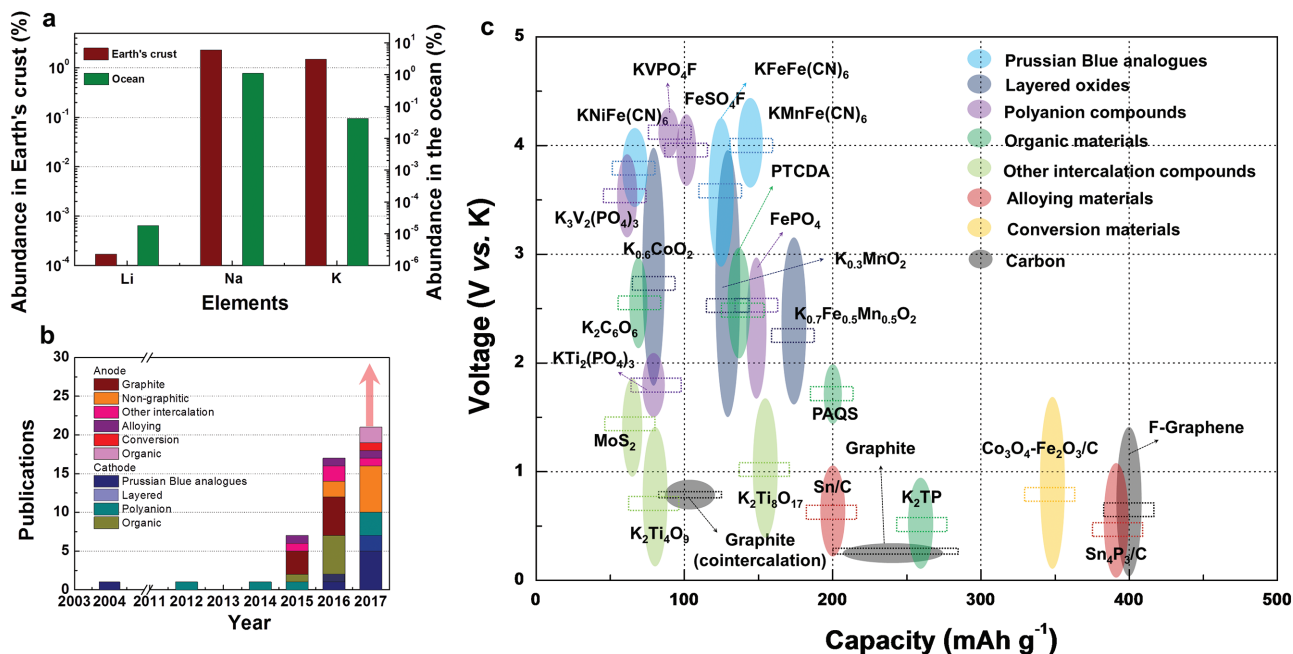 a
Abundance in Earth's crust (%)
10⁰
10⁻¹
10⁻²
10⁻³
10⁻⁴
Earth's crust
Ocean
10¹
10⁰
10⁻¹
10⁻²
10⁻³
10⁻⁴
10⁻⁵
10⁻⁶
Abundance in the ocean (%)
Li Na K
Elements
b
Publications
30
25
20
15
10
5
0
Anode
Graphite
Non-graphitic
Other intercalation
Alloying
Conversion
Organic
Cathode
Prussian Blue analogues
Layered
Polyanion
Organic
2003 2004 2011 2012 2013 2014 2015 2016 2017
Year
c
Voltage (V vs. K)
5
4
3
2
1
0
KVPO₄F
KFeFe(CN)₆
FeSO₄F
KNiFe(CN)₆
KMnFe(CN)₆
PTCDA
K₃V₂(PO₄)₃
FePO₄
K₀.₆CoO₂
K₀.₃MnO₂
K₂C₆O₆
K₀.₇Fe₀.₅Mn₀.₅O₂
KTi₂(PO₄)₃
PAQS
MoS₂
Graphite
Co₃O₄-Fe₂O₃/C
F-Graphene
K₂Ti₈O₁₇
Sn/C
K₂TP
K₂Ti₄O₉
Graphite
(cointercalation)
Sn₄P₃/C
Prussian Blue analogues
Layered oxides
Polyanion compounds
Organic materials
Other intercalation compounds
Alloying materials
Conversion materials
Carbon
0 100 200 300 400 500
Capacity (mAh g⁻¹)